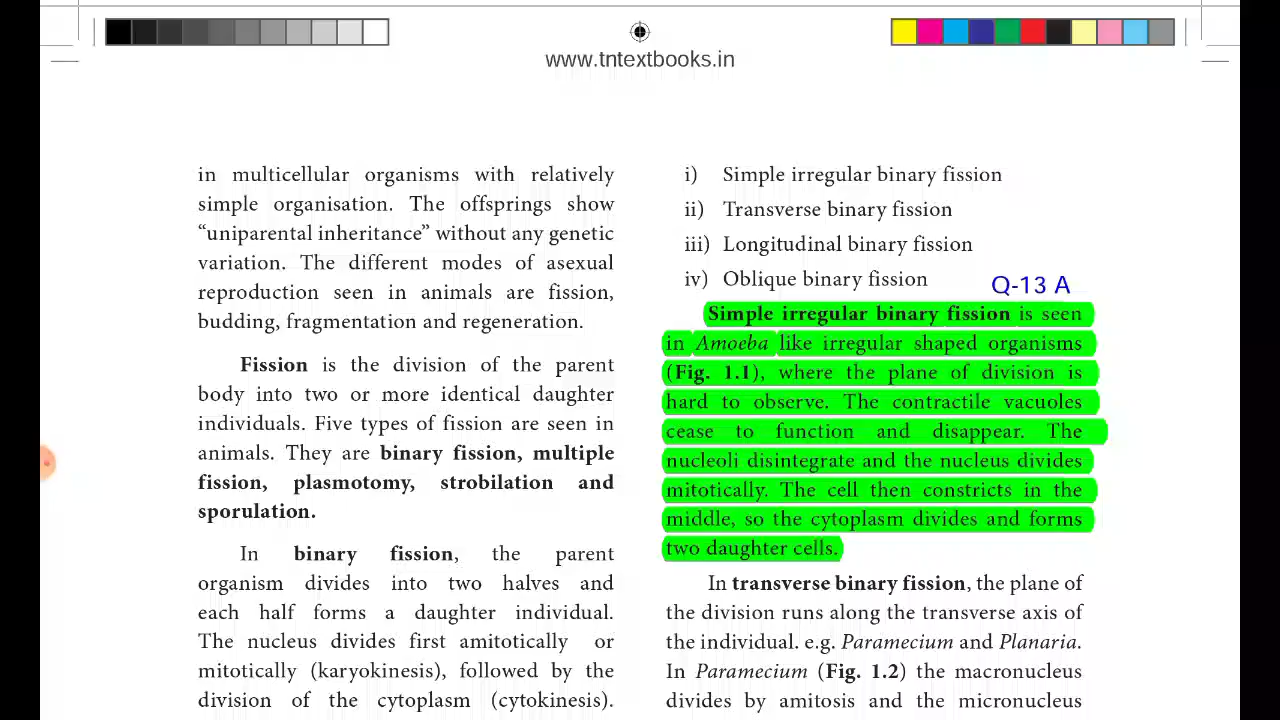 www.tntextbooks.in
in multicellular organisms with relatively
simple organisation. The offsprings show
“uniparental inheritance” without any genetic
variation. The different modes of asexual
reproduction seen in animals are fission,
budding, fragmentation and regeneration.
Fission is the division of the parent
body into two or more identical daughter
individuals. Five types of fission are seen in
animals. They are binary fission, multiple
fission, plasmotomy, strobilation and
sporulation.
In binary fission, the parent
organism divides into two halves and
each half forms a daughter individual.
The nucleus divides first amitotically or
mitotically (karyokinesis), followed by the
division of the cytoplasm (cytokinesis).
i) Simple irregular binary fission
ii) Transverse binary fission
iii) Longitudinal binary fission
iv) Oblique binary fission
Q-13 A
Simple irregular binary fission is seen
in Amoeba like irregular shaped organisms
(Fig. 1.1), where the plane of division is
hard to observe. The contractile vacuoles
cease to function and disappear. The
nucleoli disintegrate and the nucleus divides
mitotically. The cell then constricts in the
middle, so the cytoplasm divides and forms
two daughter cells.
In transverse binary fission, the plane of
the division runs along the transverse axis of
the individual. e.g. Paramecium and Planaria.
In Paramecium (Fig. 1.2) the macronucleus
divides by amitosis and the micronucleus